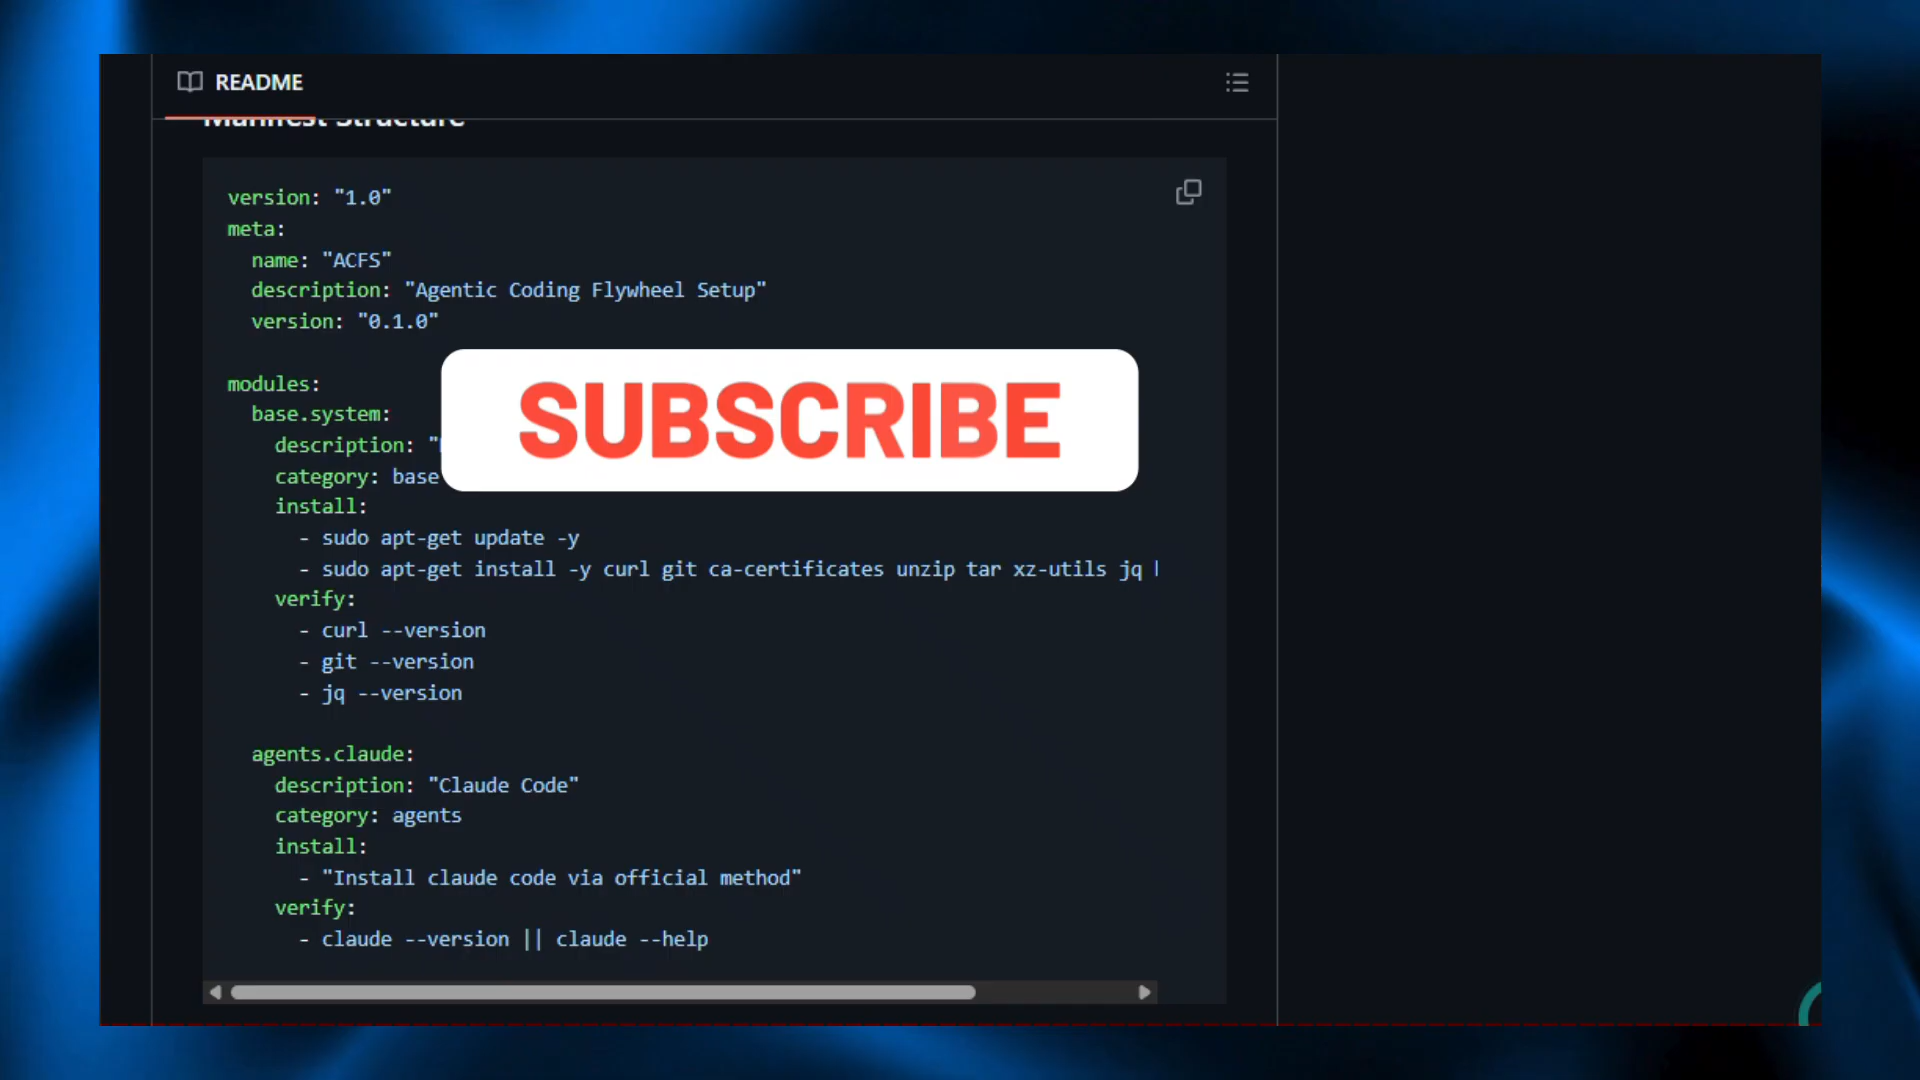 README
Manifest Structure
version: "1.0"
meta:
  name: "ACFS"
  description: "Agentic Coding Flywheel Setup"
  version: "0.1.0"
modules:
  base.system:
    description: "
SUBSCRIBE
    category: base
    install:
      - sudo apt-get update -y
      - sudo apt-get install -y curl git ca-certificates unzip tar xz-utils jq
    verify:
      - curl --version
      - git --version
      - jq --version
  agents.claude:
    description: "Claude Code"
    category: agents
    install:
      - "Install claude code via official method"
    verify:
      - claude --version || claude --help